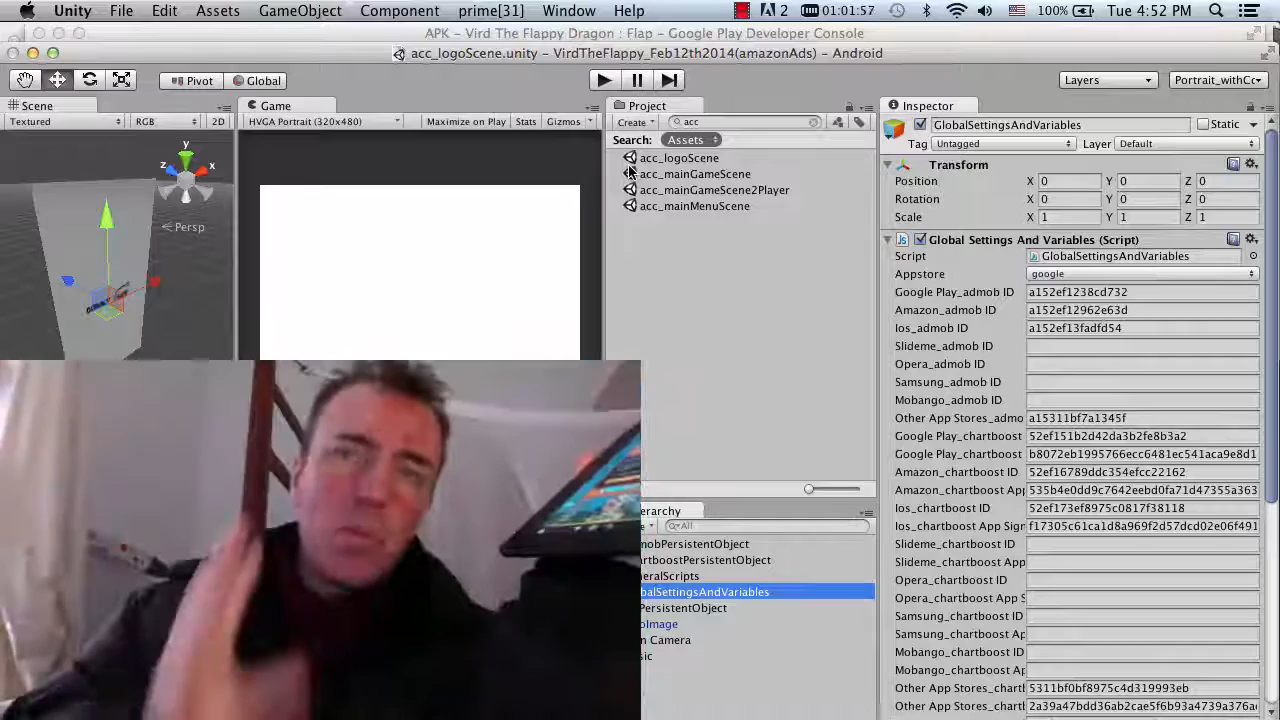 Unity File Edit Assets GameObject Component prime[31] Window Help 2 01:01:57 100% Tue 4:52 PM
APK – Vird The Flappy Dragon : Flap – Google Play Developer Console
acc_logoScene.unity – VirdTheFlappy_Feb12th2014(amazonAds) – Android
Pivot Global Layers Portrait_withCc
Scene Game Project Inspector
Textured RGB 2D HVGA Portrait (320x480) Maximize on Play Stats Gizmos Create acc GlobalSettingsAndVariables Static
Search: Assets Tag Untagged Layer Default
acc_logoScene
acc_mainGameScene
acc_mainGameScene2Player
acc_mainMenuScene
y
z x
Persp
Transform
Position X 0 Y 0 Z 0
Rotation X 0 Y 0 Z 0
Scale X 1 Y 1 Z 1
Global Settings And Variables (Script)
Script GlobalSettingsAndVariables
Appstore google
Google Play_admob ID a152ef1238cd732
Amazon_admob ID a152ef12962e63d
Ios_admob ID a152ef13fadfd54
Slideme_admob ID
Opera_admob ID
Samsung_admob ID
Mobango_admob ID
Other App Stores_admo a15311bf7a1345f
Google Play_chartboost 52ef151b2d42da3b2fe8b3a2
Google Play_chartboost b8072eb1995766ecc6481ec541aca9e8d1
Amazon_chartboost ID 52ef16789ddc354efcc22162
Amazon_chartboost App 535b4e0dd9c7642eebd0fa71d47355a363
Ios_chartboost ID 52ef173ef8975c0817f38118
Ios_chartboost App Sign f17305c61ca1d8a969f2d57dcd02e06f491
Slideme_chartboost ID
Slideme_chartboost App
Opera_chartboost ID
Opera_chartboost App S
Samsung_chartboost ID
Samsung_chartboost Ap
Mobango_chartboost ID
Mobango_chartboost Ap
Other App Stores_chart 5311bf0bf8975c4d319993eb
Other App Stores_chart 2a39a47bdd36ab2cae5f6b93a4739a376a
erarchy
All
mobPersistentObject
artboostPersistentObject
neralScripts
balSettingsAndVariables
PersistentObject
oImage
n Camera
sic